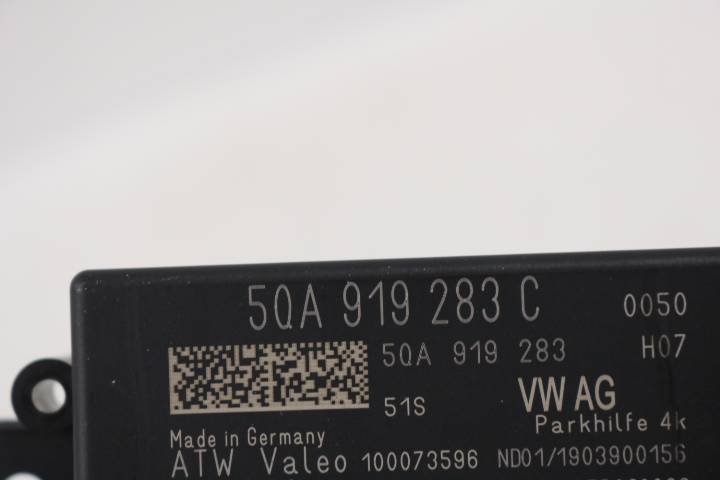 5QA 919 283 C 0050
5QA 919 283 H07
51S VW AG
Parkhilfe 4k
Made in Germany
ATW Valeo 100073596 ND01/1903900156